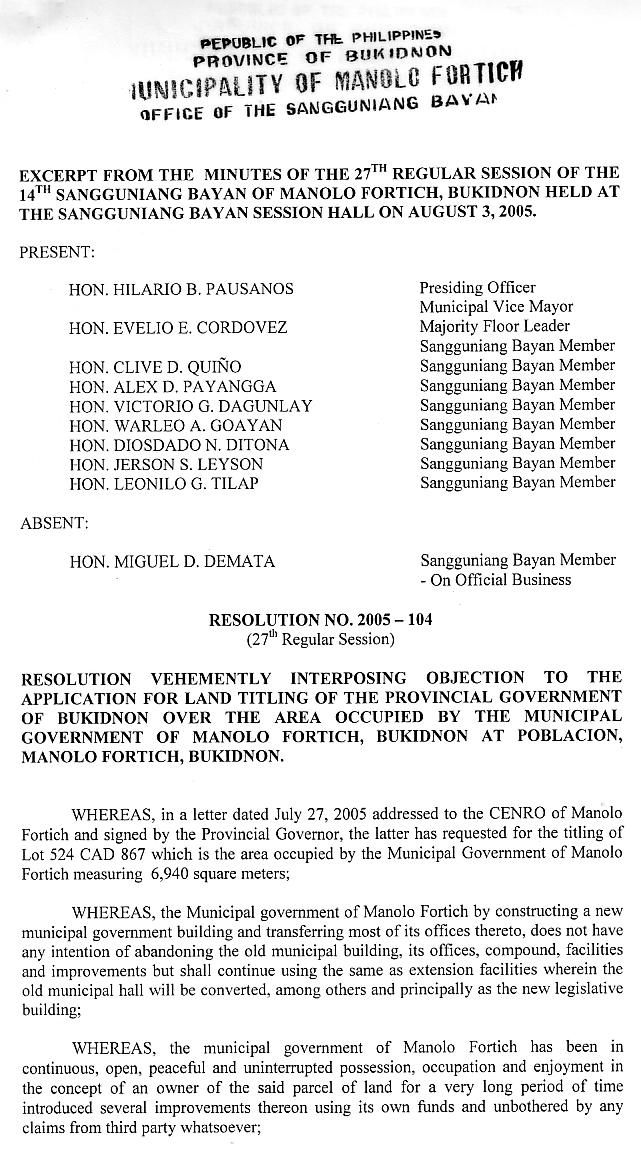 PEPUBLIC OF THE PHILIPPINES
PROVINCE OF BUKIDNON
IUNICIPALITY OF MANOLO FORTICH
OFFICE OF THE SANGGUNIANG BAYAN
EXCERPT FROM THE MINUTES OF THE 27TH REGULAR SESSION OF THE
14TH SANGGUNIANG BAYAN OF MANOLO FORTICH, BUKIDNON HELD AT
THE SANGGUNIANG BAYAN SESSION HALL ON AUGUST 3, 2005.
PRESENT:
HON. HILARIO B. PAUSANOS Presiding Officer
Municipal Vice Mayor
HON. EVELIO E. CORDOVEZ Majority Floor Leader
Sangguniang Bayan Member
HON. CLIVE D. QUIÑO Sangguniang Bayan Member
HON. ALEX D. PAYANGGA Sangguniang Bayan Member
HON. VICTORIO G. DAGUNLAY Sangguniang Bayan Member
HON. WARLEO A. GOAYAN Sangguniang Bayan Member
HON. DIOSDADO N. DITONA Sangguniang Bayan Member
HON. JERSON S. LEYSON Sangguniang Bayan Member
HON. LEONILO G. TILAP Sangguniang Bayan Member
ABSENT:
HON. MIGUEL D. DEMATA Sangguniang Bayan Member
- On Official Business
RESOLUTION NO. 2005 – 104
(27th Regular Session)
RESOLUTION VEHEMENTLY INTERPOSING OBJECTION TO THE
APPLICATION FOR LAND TITLING OF THE PROVINCIAL GOVERNMENT
OF BUKIDNON OVER THE AREA OCCUPIED BY THE MUNICIPAL
GOVERNMENT OF MANOLO FORTICH, BUKIDNON AT POBLACION,
MANOLO FORTICH, BUKIDNON.
WHEREAS, in a letter dated July 27, 2005 addressed to the CENRO of Manolo
Fortich and signed by the Provincial Governor, the latter has requested for the titling of
Lot 524 CAD 867 which is the area occupied by the Municipal Government of Manolo
Fortich measuring 6,940 square meters;
WHEREAS, the Municipal government of Manolo Fortich by constructing a new
municipal government building and transferring most of its offices thereto, does not have
any intention of abandoning the old municipal building, its offices, compound, facilities
and improvements but shall continue using the same as extension facilities wherein the
old municipal hall will be converted, among others and principally as the new legislative
building;
WHEREAS, the municipal government of Manolo Fortich has been in
continuous, open, peaceful and uninterrupted possession, occupation and enjoyment in
the concept of an owner of the said parcel of land for a very long period of time
introduced several improvements thereon using its own funds and unbothered by any
claims from third party whatsoever;